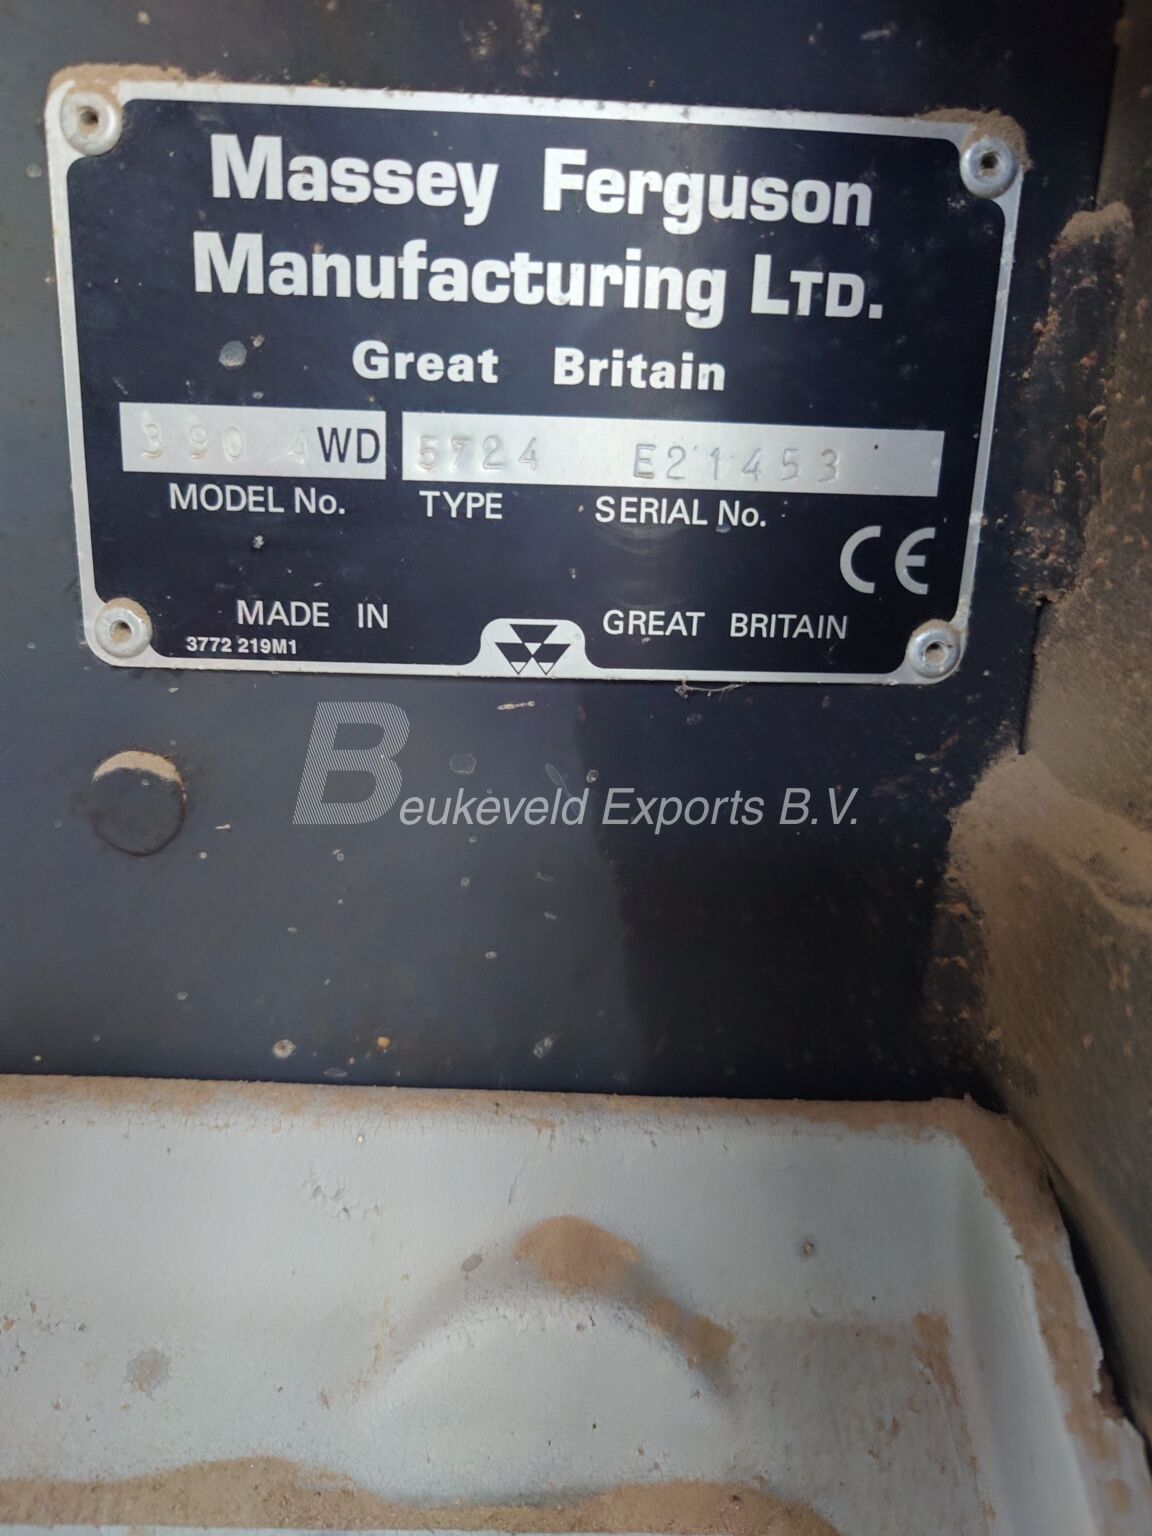 Massey Ferguson
Manufacturing LTD.
Great Britain
390 4WD 5724 E21453
MODEL No. TYPE SERIAL No.
CE
MADE IN GREAT BRITAIN
3772 219M1
Beukeveld Exports B.V.